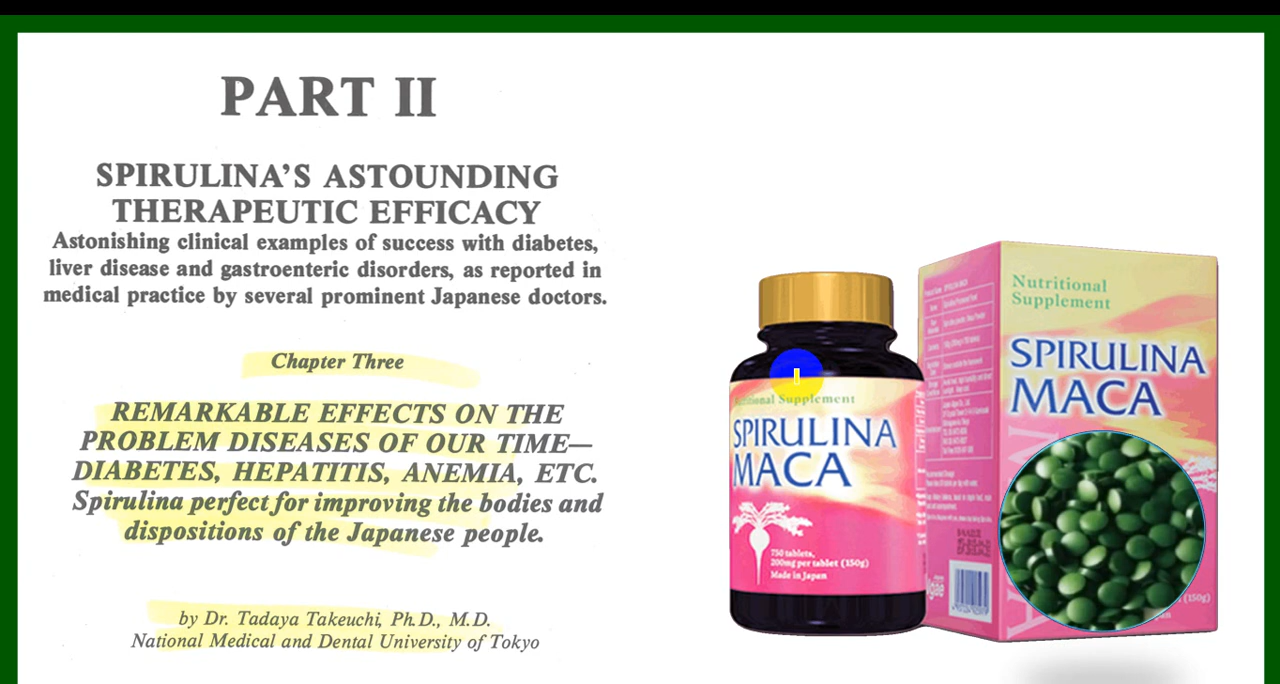 PART II
SPIRULINA'S ASTOUNDING
THERAPEUTIC EFFICACY
Astonishing clinical examples of success with diabetes,
liver disease and gastroenteric disorders, as reported in
medical practice by several prominent Japanese doctors.
Chapter Three
REMARKABLE EFFECTS ON THE
PROBLEM DISEASES OF OUR TIME—
DIABETES, HEPATITIS, ANEMIA, ETC.
Spirulina perfect for improving the bodies and
dispositions of the Japanese people.
by Dr. Tadaya Takeuchi, Ph.D., M.D.
National Medical and Dental University of Tokyo
Nutritional Supplement
SPIRULINA
MACA
750 tablets,
200mg per tablet (150g)
Made in Japan
Nutritional
Supplement
SPIRULINA
MACA
(150g)